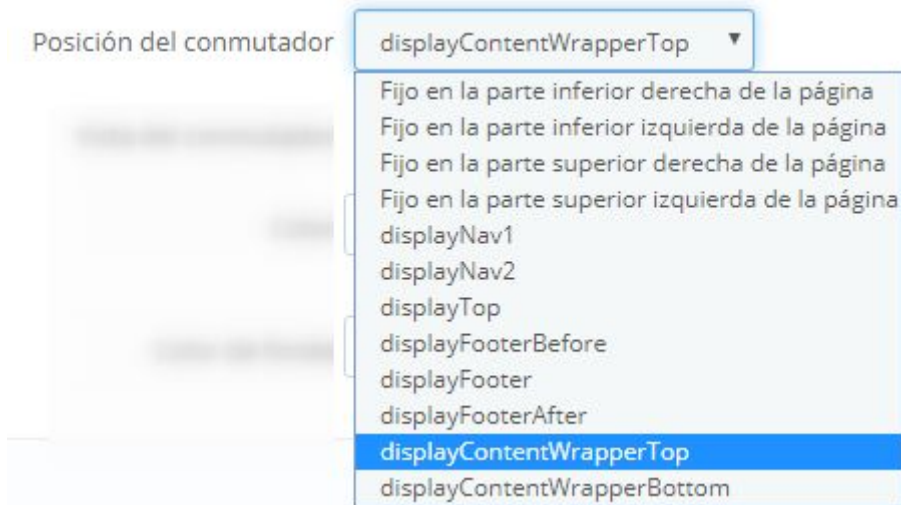 Posición del conmutador
displayContentWrapperTop
Fijo en la parte inferior derecha de la página
Fijo en la parte inferior izquierda de la página
Fijo en la parte superior derecha de la página
Fijo en la parte superior izquierda de la página
displayNav1
displayNav2
displayTop
displayFooterBefore
displayFooter
displayFooterAfter
displayContentWrapperTop
displayContentWrapperBottom